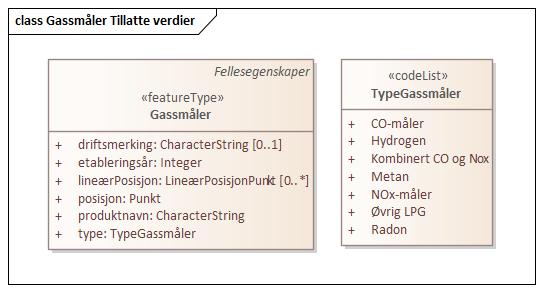 class Gassmåler Tillatte verdier
Fellesegenskaper
«featureType»
Gassmåler
+ driftsmerking: CharacterString [0..1]
+ etableringsår: Integer
+ lineærPosisjon: LineærPosisjonPunkt [0..*]
+ posisjon: Punkt
+ produktnavn: CharacterString
+ type: TypeGassmåler
«codeList»
TypeGassmåler
+ CO-måler
+ Hydrogen
+ Kombinert CO og Nox
+ Metan
+ NOx-måler
+ Øvrig LPG
+ Radon